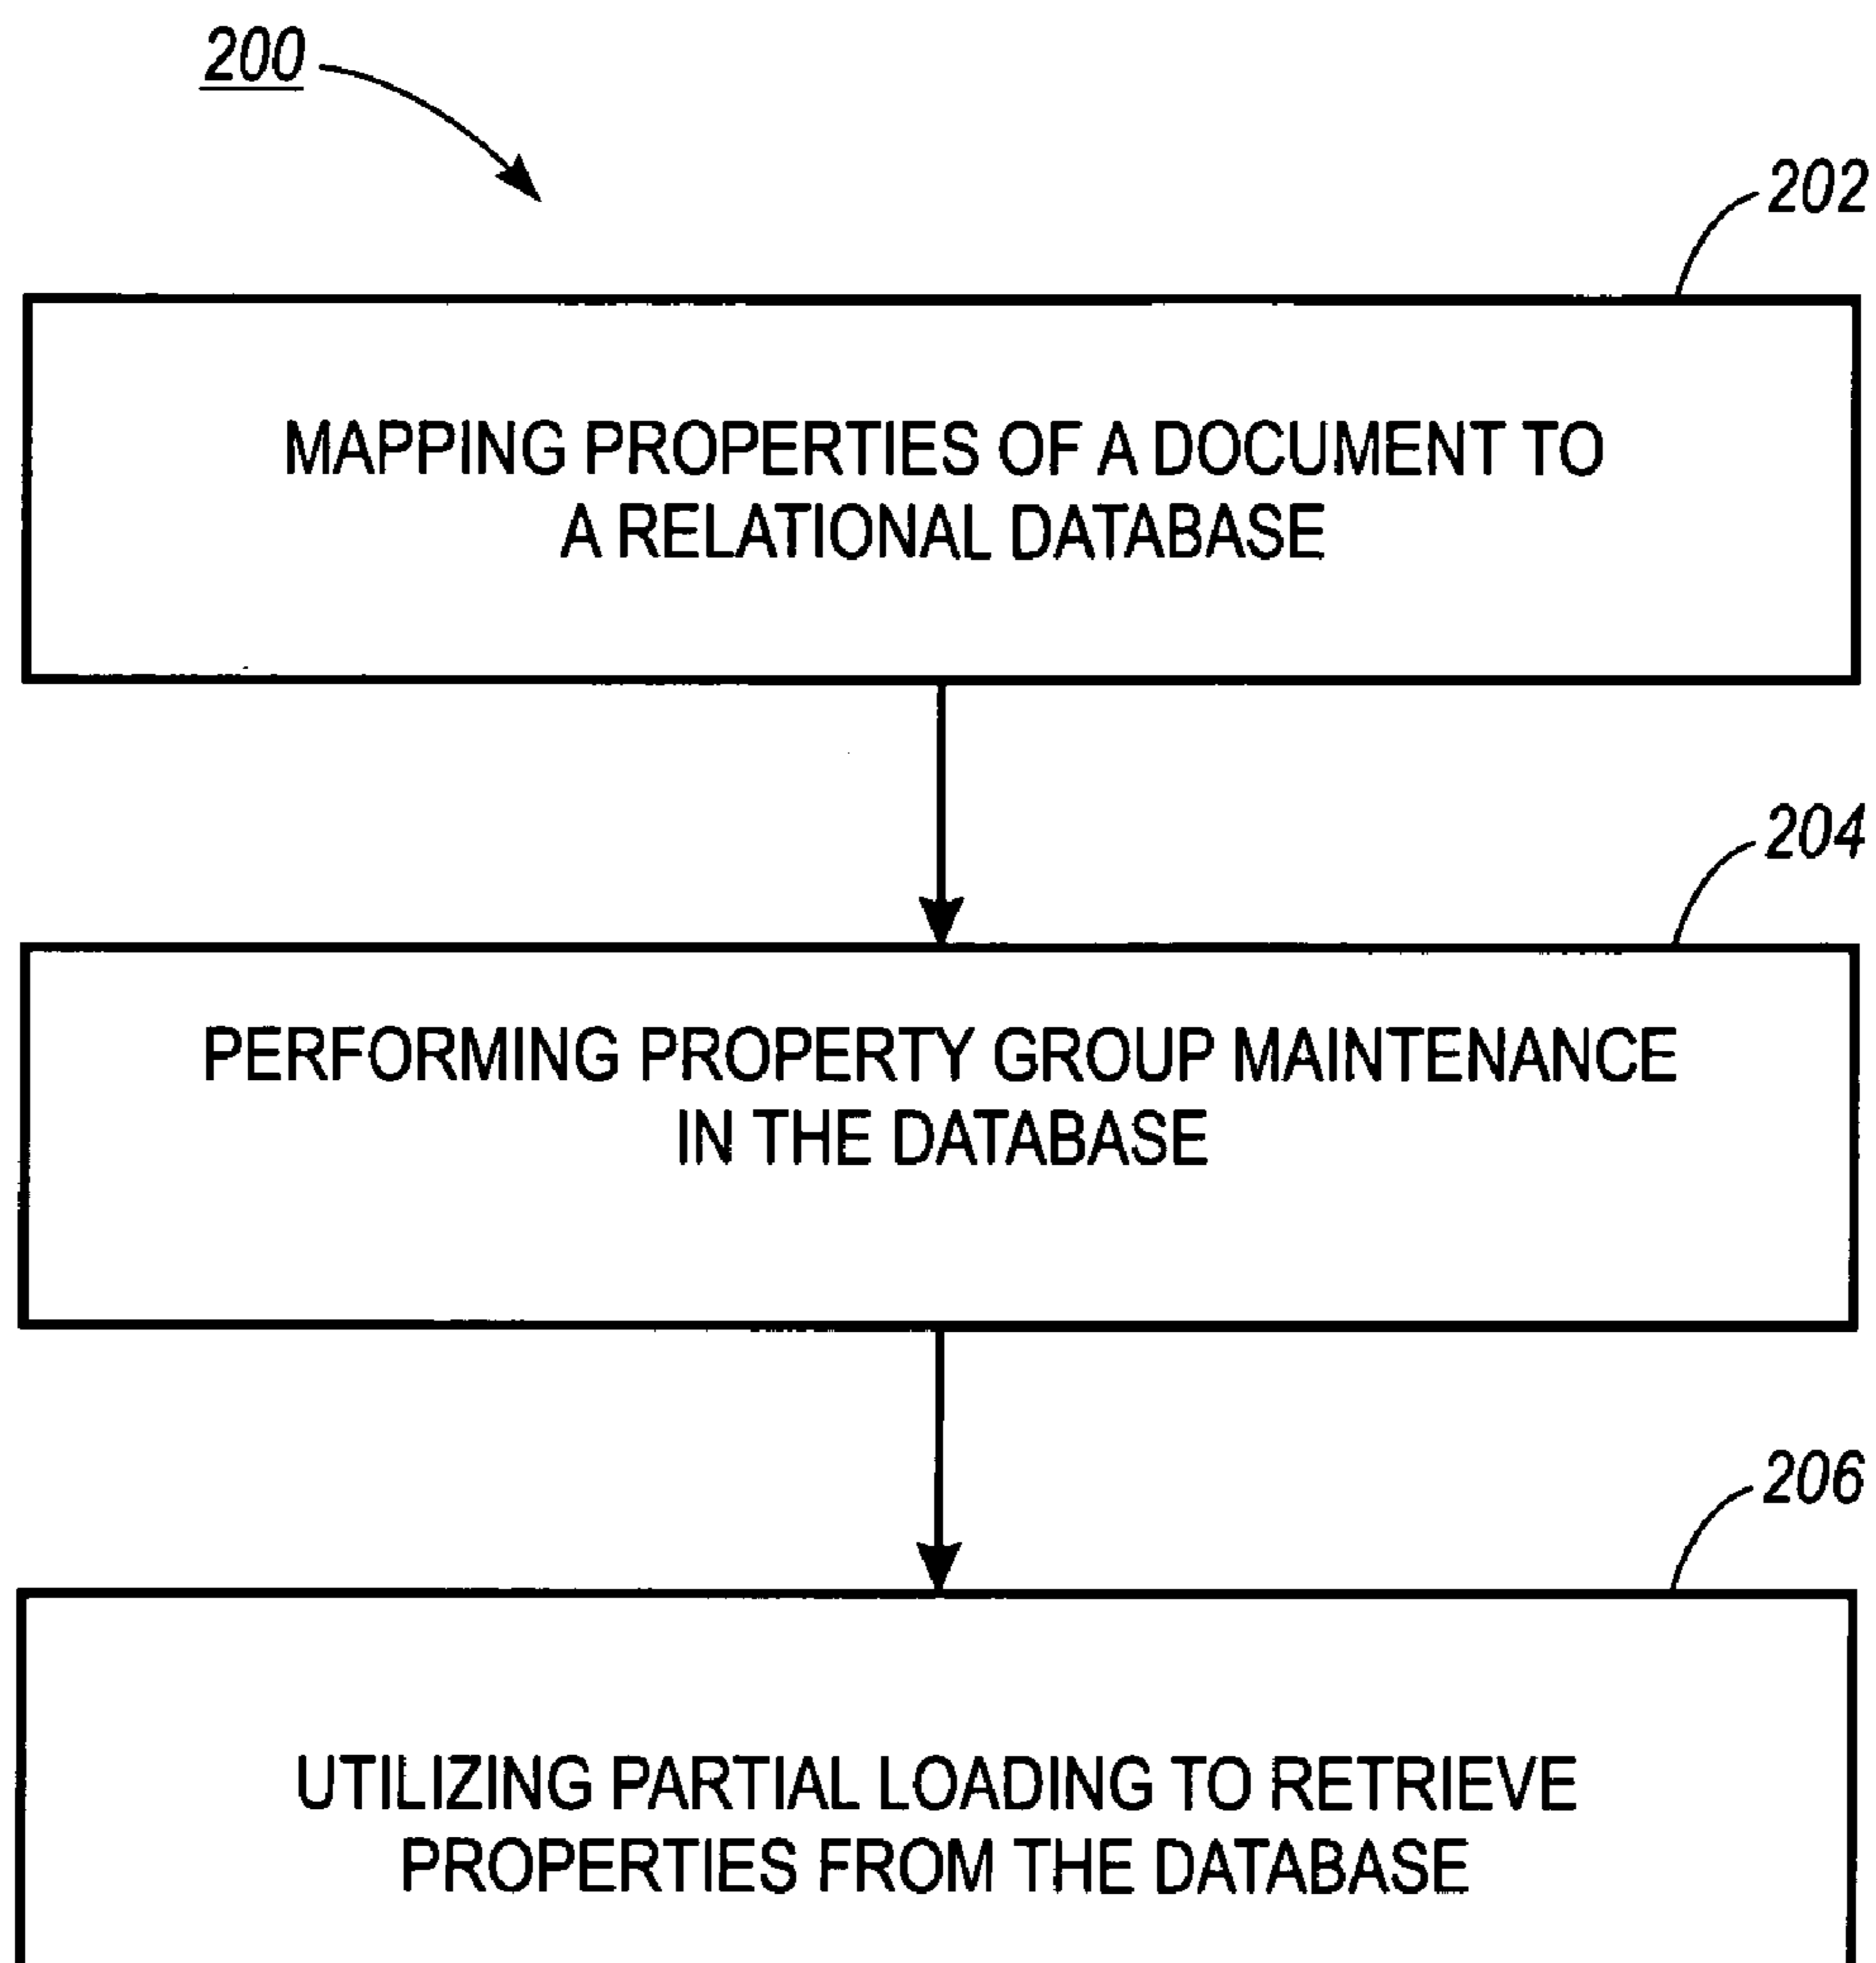 200
202
MAPPING PROPERTIES OF A DOCUMENT TO
A RELATIONAL DATABASE
204
PERFORMING PROPERTY GROUP MAINTENANCE
IN THE DATABASE
206
UTILIZING PARTIAL LOADING TO RETRIEVE
PROPERTIES FROM THE DATABASE